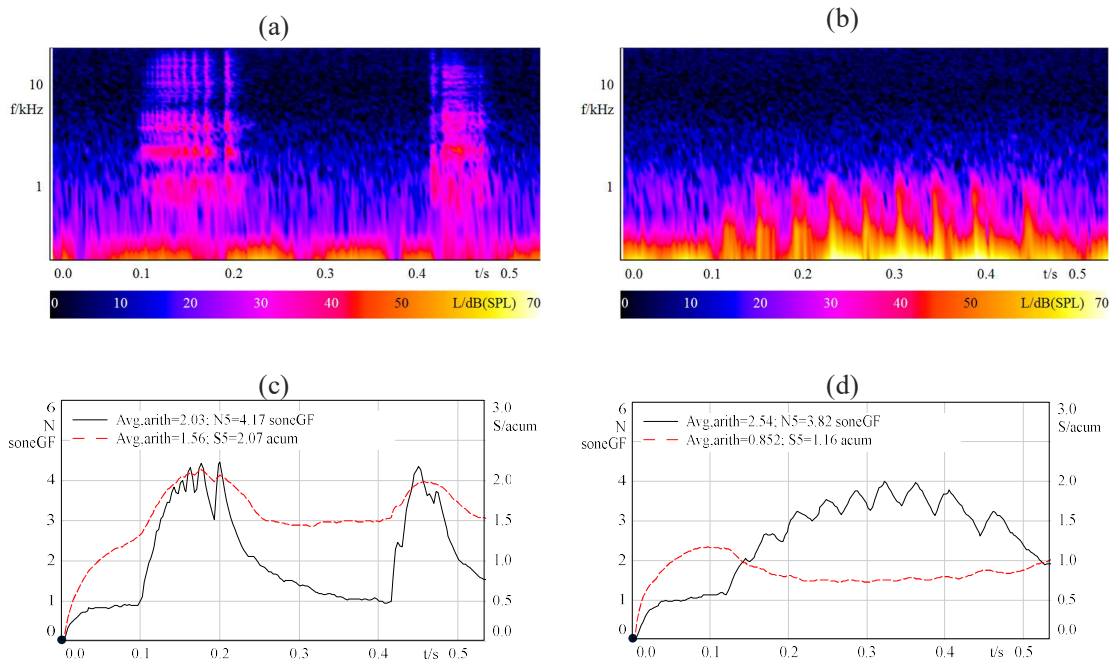 (a)
(b)
10
f/kHz
1
0.0 0.1 0.2 0.3 0.4 t/s 0.5
0 10 20 30 40 50 L/dB(SPL) 70
10
f/kHz
1
0.0 0.1 0.2 0.3 0.4 t/s 0.5
0 10 20 30 40 50 L/dB(SPL) 70
(c)
6
N
soneGF
4
3
2
1
0
Avg,arith=2.03; N5=4.17 soneGF
Avg,arith=1.56; S5=2.07 acum
3.0
S/acum
2.0
1.5
1.0
0.5
0.0
0.0 0.1 0.2 0.3 0.4 t/s 0.5
(d)
6
N
soneGF
4
3
2
1
0
Avg,arith=2.54; N5=3.82 soneGF
Avg,arith=0.852; S5=1.16 acum
3.0
S/acum
2.0
1.5
1.0
0.5
0.0
0.0 0.1 0.2 0.3 0.4 t/s 0.5